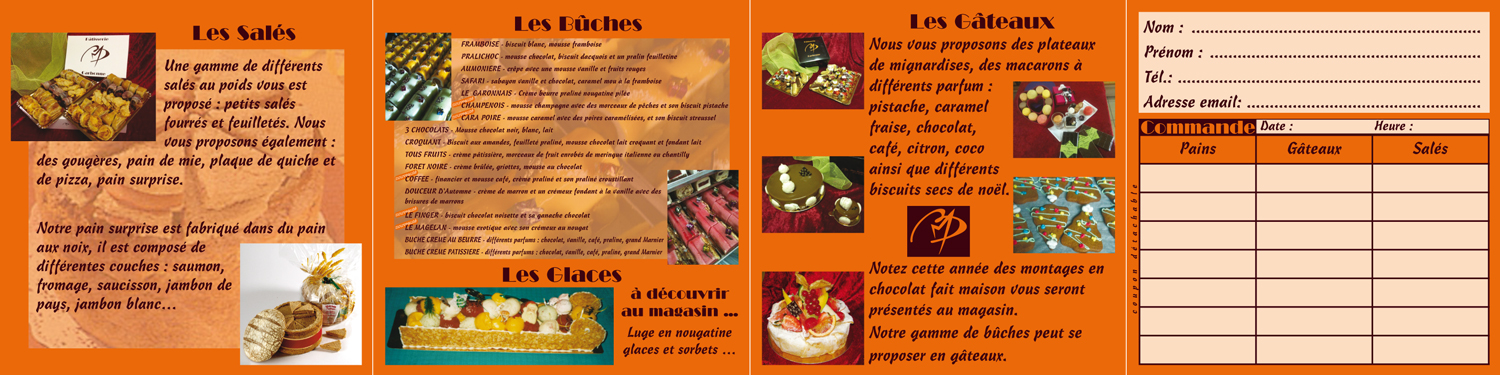 Les Salés
Pâtisserie
Une gamme de différents
salés au poids vous est
proposé : petits salés
fourrés et feuilletés. Nous
vous proposons également :
des gougères, pain de mie, plaque de quiche et
de pizza, pain surprise.
Notre pain surprise est fabriqué dans du pain
aux noix, il est composé de
différentes couches : saumon,
fromage, saucisson, jambon de
pays, jambon blanc...
Les Bûches
FRAMBOISE - biscuit blanc, mousse framboise
PRALICHOC - mousse chocolat, biscuit dacquois et un pralin feuilletine
AUMONIERE - crêpe avec une mousse vanille et fruits rouges
SAFARI - sabayon vanille et chocolat, caramel mou à la framboise
LE GARONNAIS - Crème beurre praliné nougatine pilée
CHAMPENOIS - mousse champagne avec des morceaux de pêches et son biscuit pistache
CARA POIRE - mousse caramel avec des poires caramélisées, et son biscuit streussel
3 CHOCOLATS - Mousse chocolat noir, blanc, lait
CROQUANT - Biscuit aux amandes, feuillete praliné, mousse chocolat lait croquant et fondant lait
TOUS FRUITS - crème pâtissière, morceaux de fruit enrobés de meringue italienne au chantilly
FORET NOIRE - crème brûlée, griottes, mousse au chocolat
COFFEE - financier et mousse café, crème praliné et son praliné croustillant
DOUCEUR D'Automne - crème de marron et un crémeux fondant à la vanille avec des
brisures de marrons
LE FINGER - biscuit chocolat noisette et sa ganache chocolat
LE MAGELAN - mousse exotique avec son crémeux au nougat
BUCHE CREME AU BEURRE - différents parfums : chocolat, vanille, café, praline, grand Marnier
BUCHE CREME PATISSIERE - différents parfums : chocolat, vanille, café, praline, grand Marnier
Les Glaces
à découvrir
au magasin ...
Luge en nougatine
glaces et sorbets ...
Les Gâteaux
Nous vous proposons des plateaux
de mignardises, des macarons à
différents parfum :
pistache, caramel
fraise, chocolat,
café, citron, coco
ainsi que différents
biscuits secs de noël.
Notez cette année des montages en
chocolat fait maison vous seront
présentés au magasin.
Notre gamme de bûches peut se
proposer en gâteaux.
Nom : ..........
Prénom : ..........
Tél.: ..........
Adresse email: ..........
Commande Date : Heure :
Pains Gâteaux Salés
coupon détachable